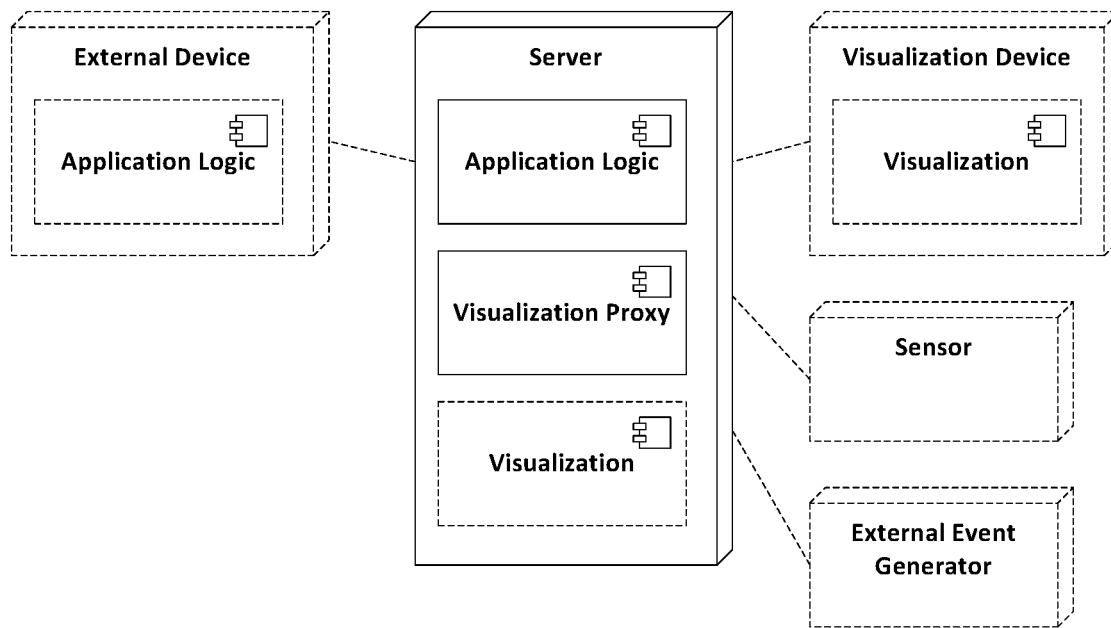 External Device
Application Logic
Server
Application Logic
Visualization Proxy
Visualization
Visualization Device
Visualization
Sensor
External Event
Generator